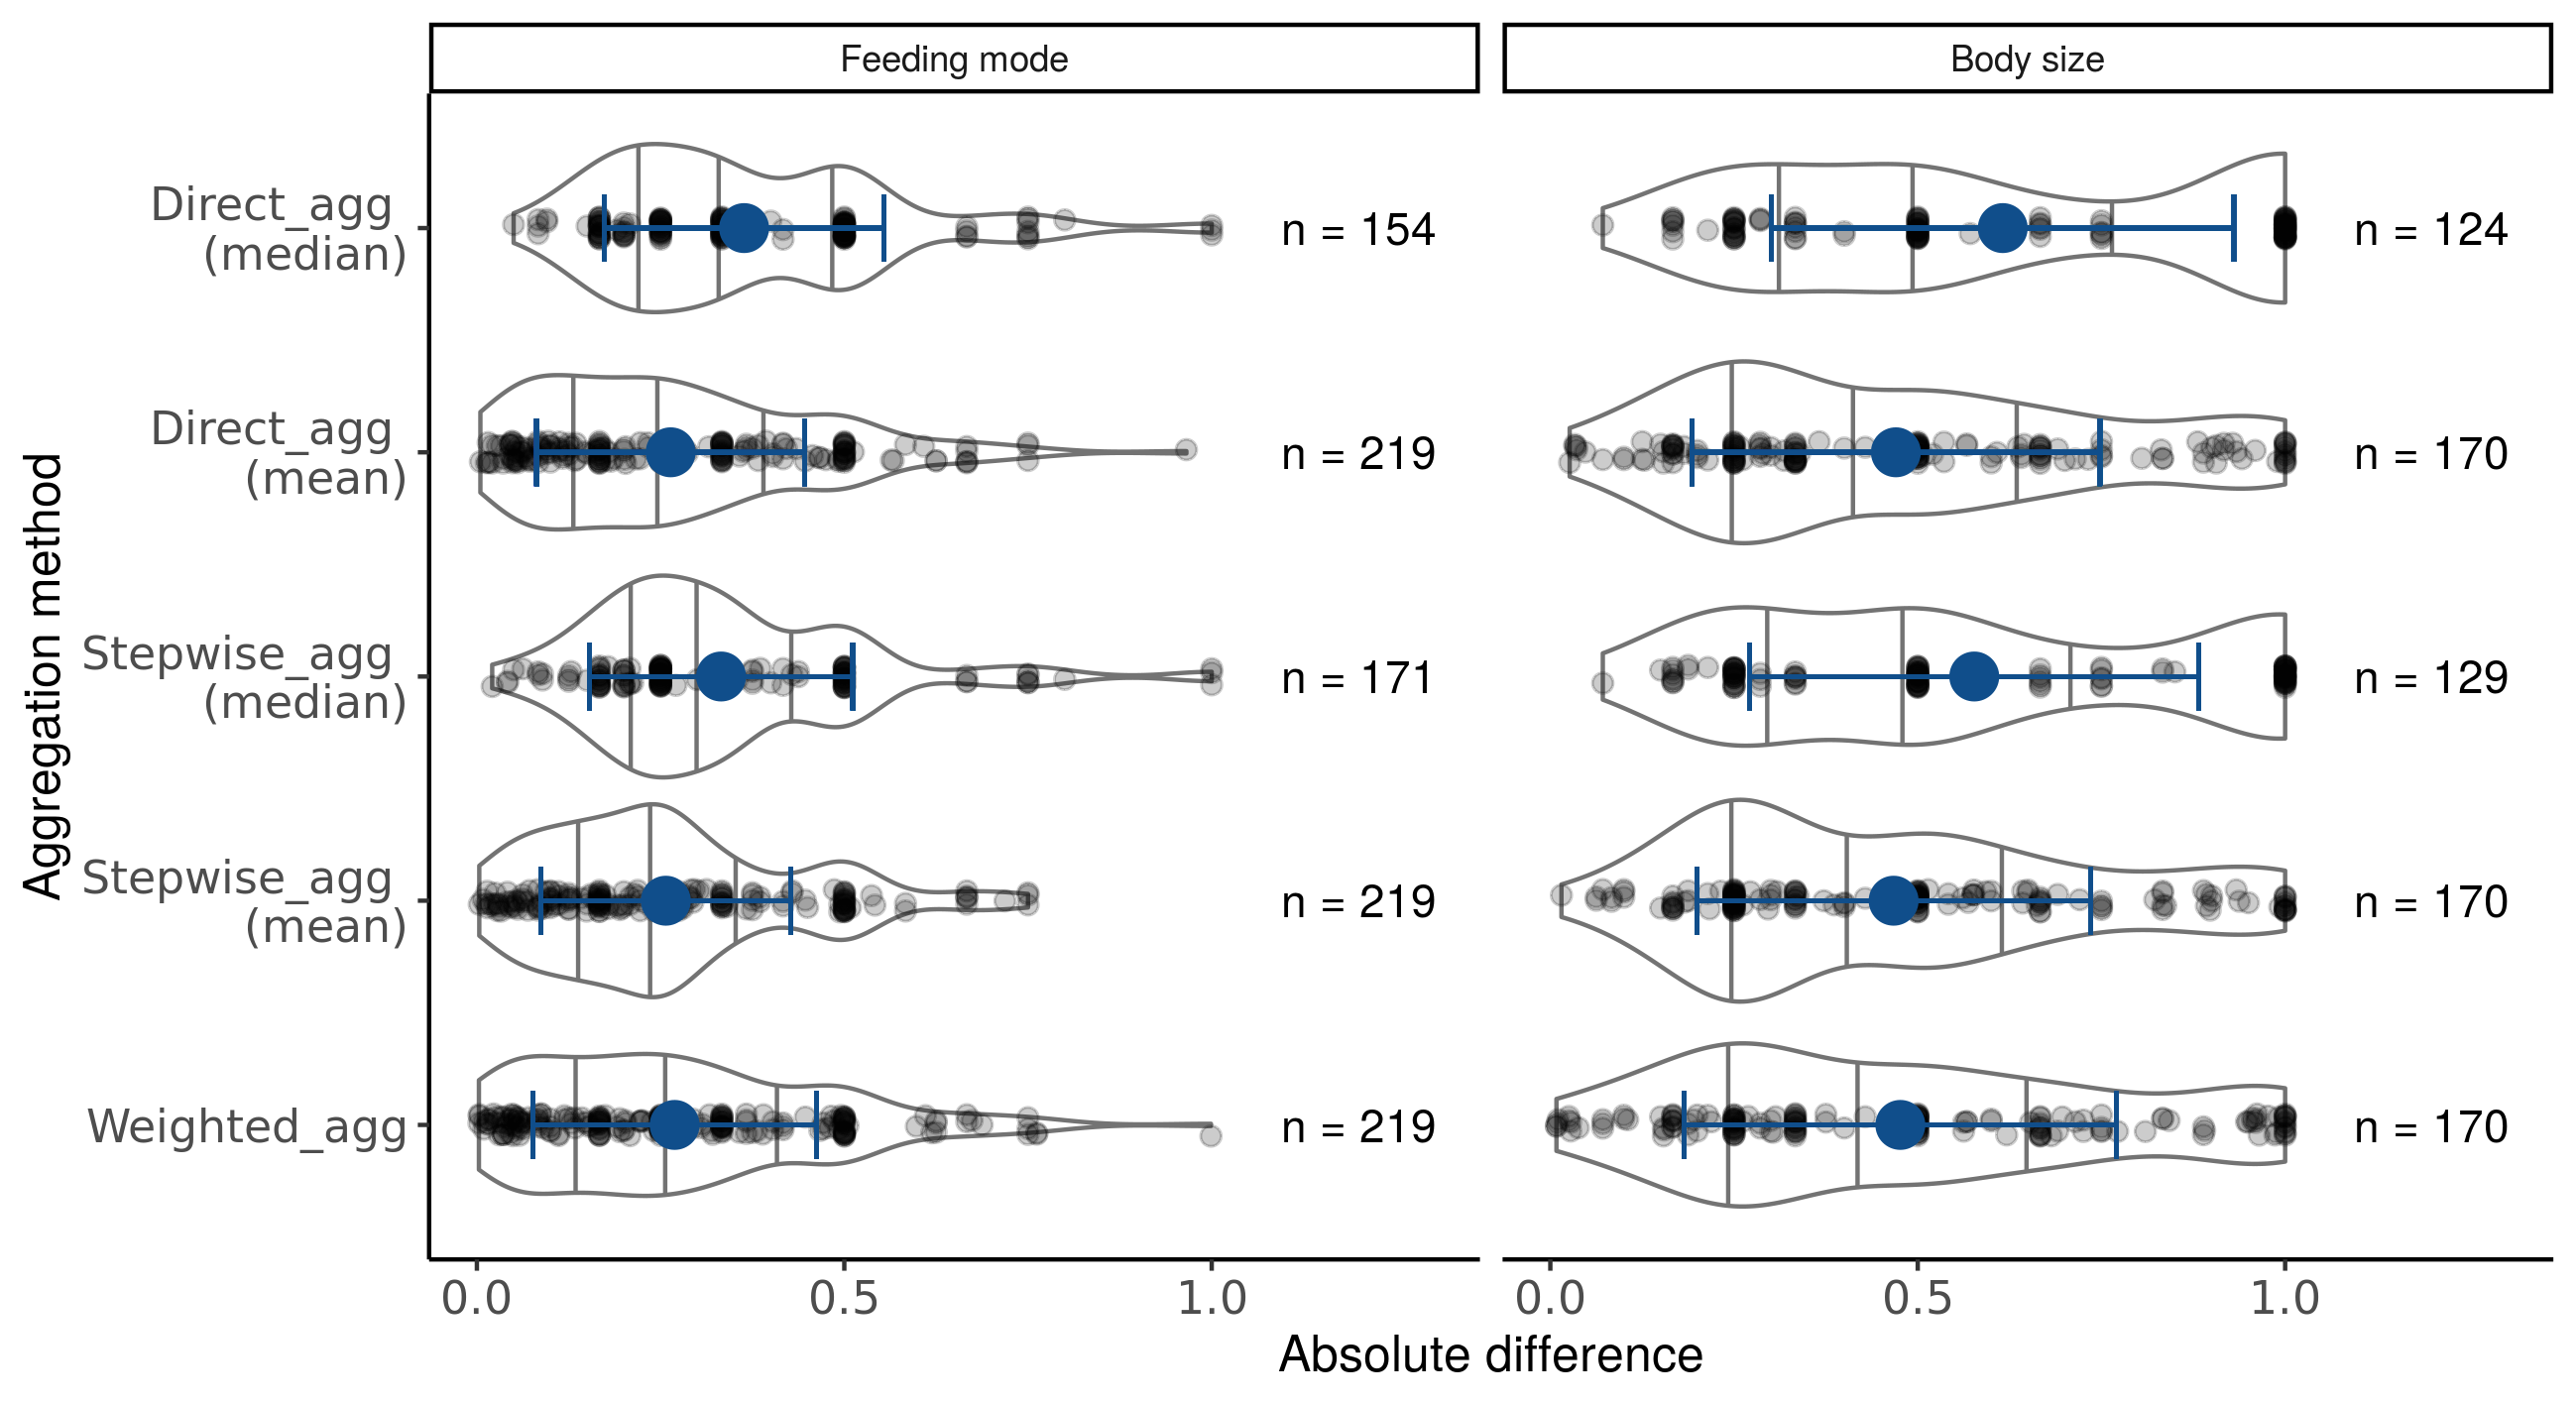 Feeding mode
Body size
Aggregation method
Direct_agg
(median)
n = 154
n = 124
Direct_agg
(mean)
n = 219
n = 170
Stepwise_agg
(median)
n = 171
n = 129
Stepwise_agg
(mean)
n = 219
n = 170
Weighted_agg
n = 219
n = 170
0.0 0.5 1.0
0.0 0.5 1.0
Absolute difference